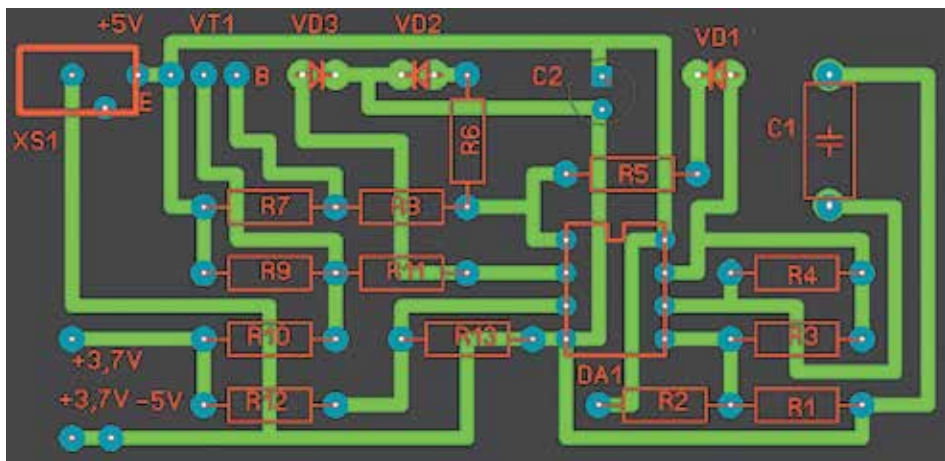 +5V VT1 VD3 VD2 VD1
B C2
E
XS1 R6 C1
R5
R7 R8
R9 R11 R4
R10 R13 R3
+3,7V
DA1
+3,7V -5V R12 R2 R1